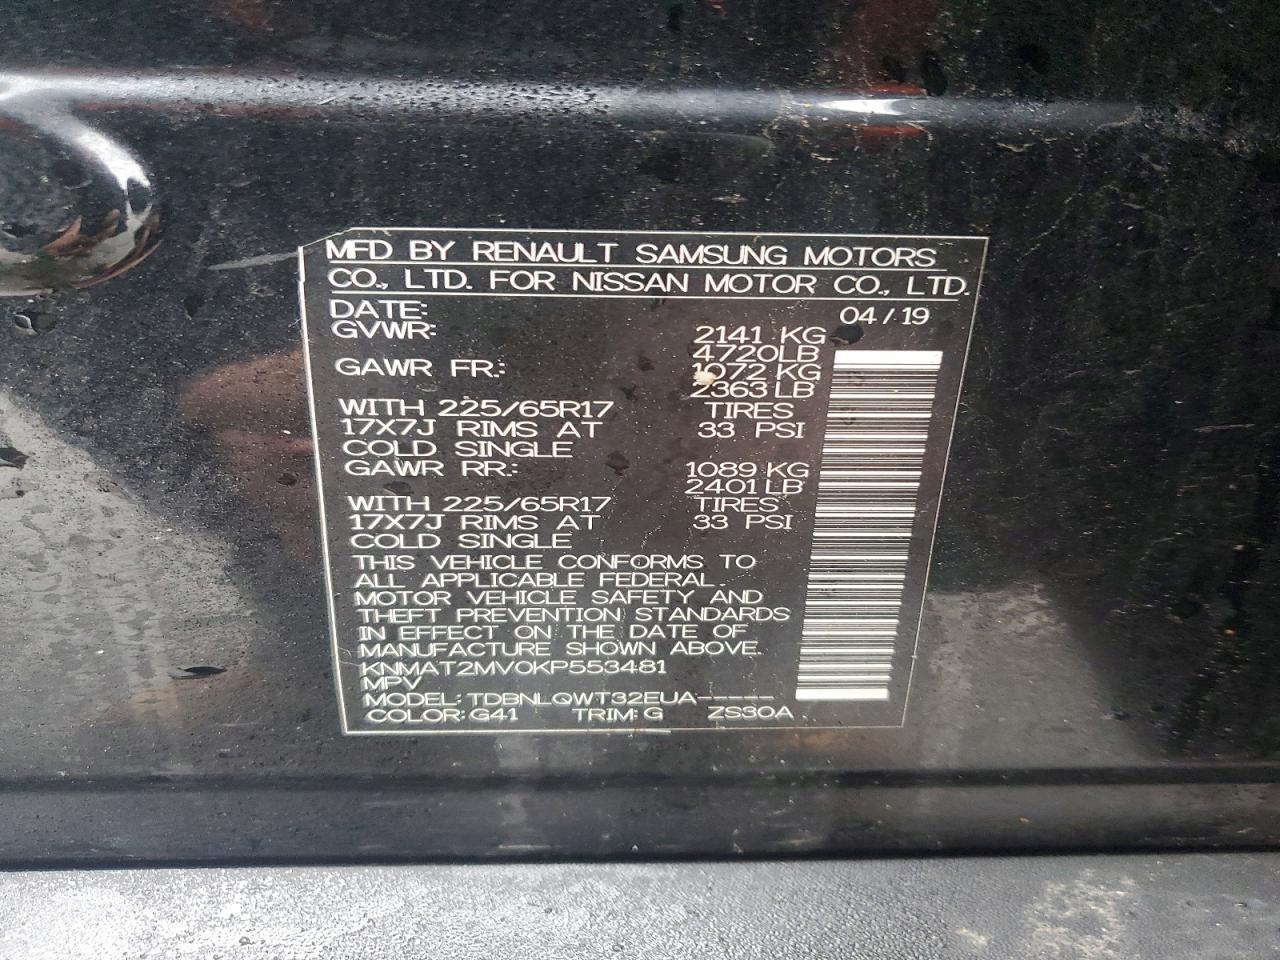 MFD BY RENAULT SAMSUNG MOTORS
CO., LTD. FOR NISSAN MOTOR CO., LTD.
DATE: 04/19
GVWR: 2141 KG
4720LB
GAWR FR.: 1072 KG
2363 LB
WITH 225/65R17 TIRES
17X7J RIMS AT 33 PSI
COLD SINGLE
GAWR RR.: 1089 KG
2401 LB
WITH 225/65R17 TIRES
17X7J RIMS AT 33 PSI
COLD SINGLE
THIS VEHICLE CONFORMS TO
ALL APPLICABLE FEDERAL
MOTOR VEHICLE SAFETY AND
THEFT PREVENTION STANDARDS
IN EFFECT ON THE DATE OF
MANUFACTURE SHOWN ABOVE.
KNMAT2MV0KP553481
MPV
MODEL: TDBNLQWT32EUA-----
COLOR: G41 TRIM: G ZS30A